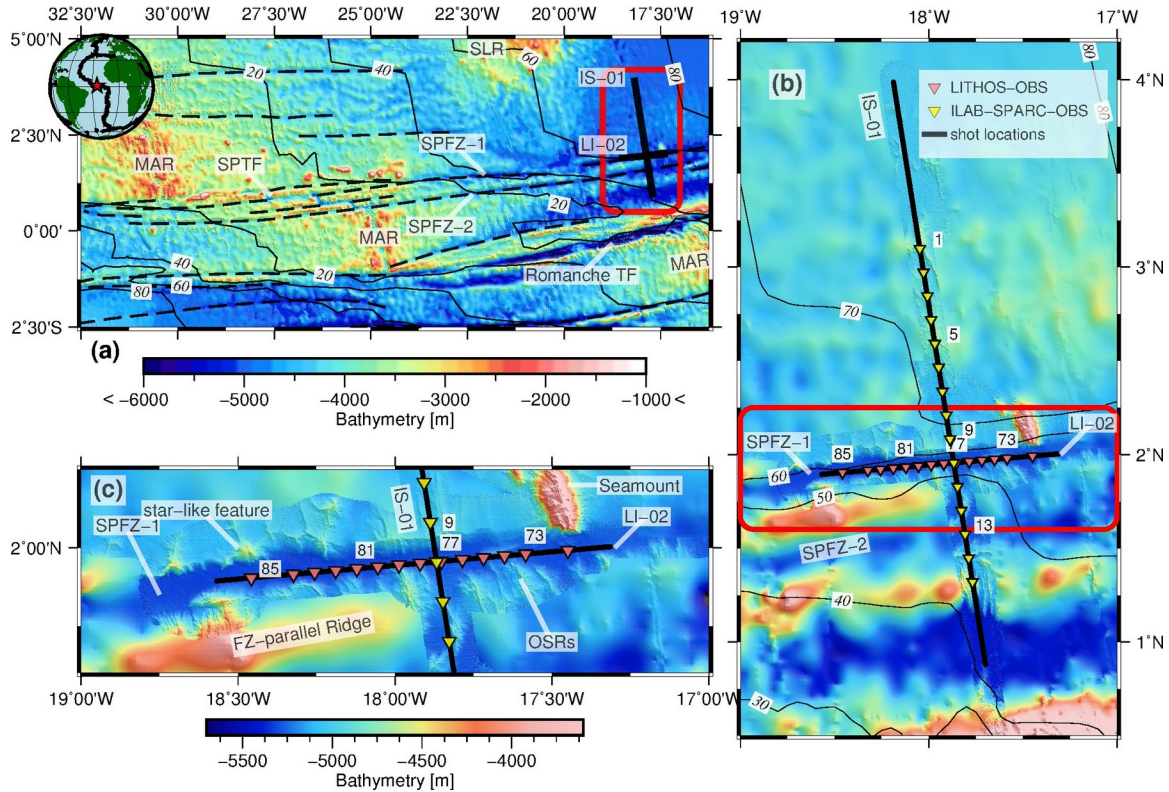 32°30'W 30°00'W 27°30'W 25°00'W 22°30'W 20°00'W 17°30'W
5°00'N
2°30'N
0°00'
2°30'S
SLR
60
80
20
40
IS-01
SPFZ-1
LI-02
MAR
SPTF
SPFZ-2
20
MAR
40
60
80
20
Romanche TF
MAR
(a)
< -6000 -5000 -4000 -3000 -2000 -1000 <
Bathymetry [m]
19°W 18°W 17°W
(b)
80
4°N
3°N
2°N
1°N
IS-01
LITHOS-OBS
ILAB-SPARC-OBS
shot locations
1
70
5
9
SPFZ-1
85
81
77
73
LI-02
60
50
13
SPFZ-2
40
30
(c)
IS-01
Seamount
star-like feature
SPFZ-1
9
LI-02
2°00'N
85
81
77
73
FZ-parallel Ridge
OSRs
19°00'W 18°30'W 18°00'W 17°30'W 17°00'W
-5500 -5000 -4500 -4000
Bathymetry [m]